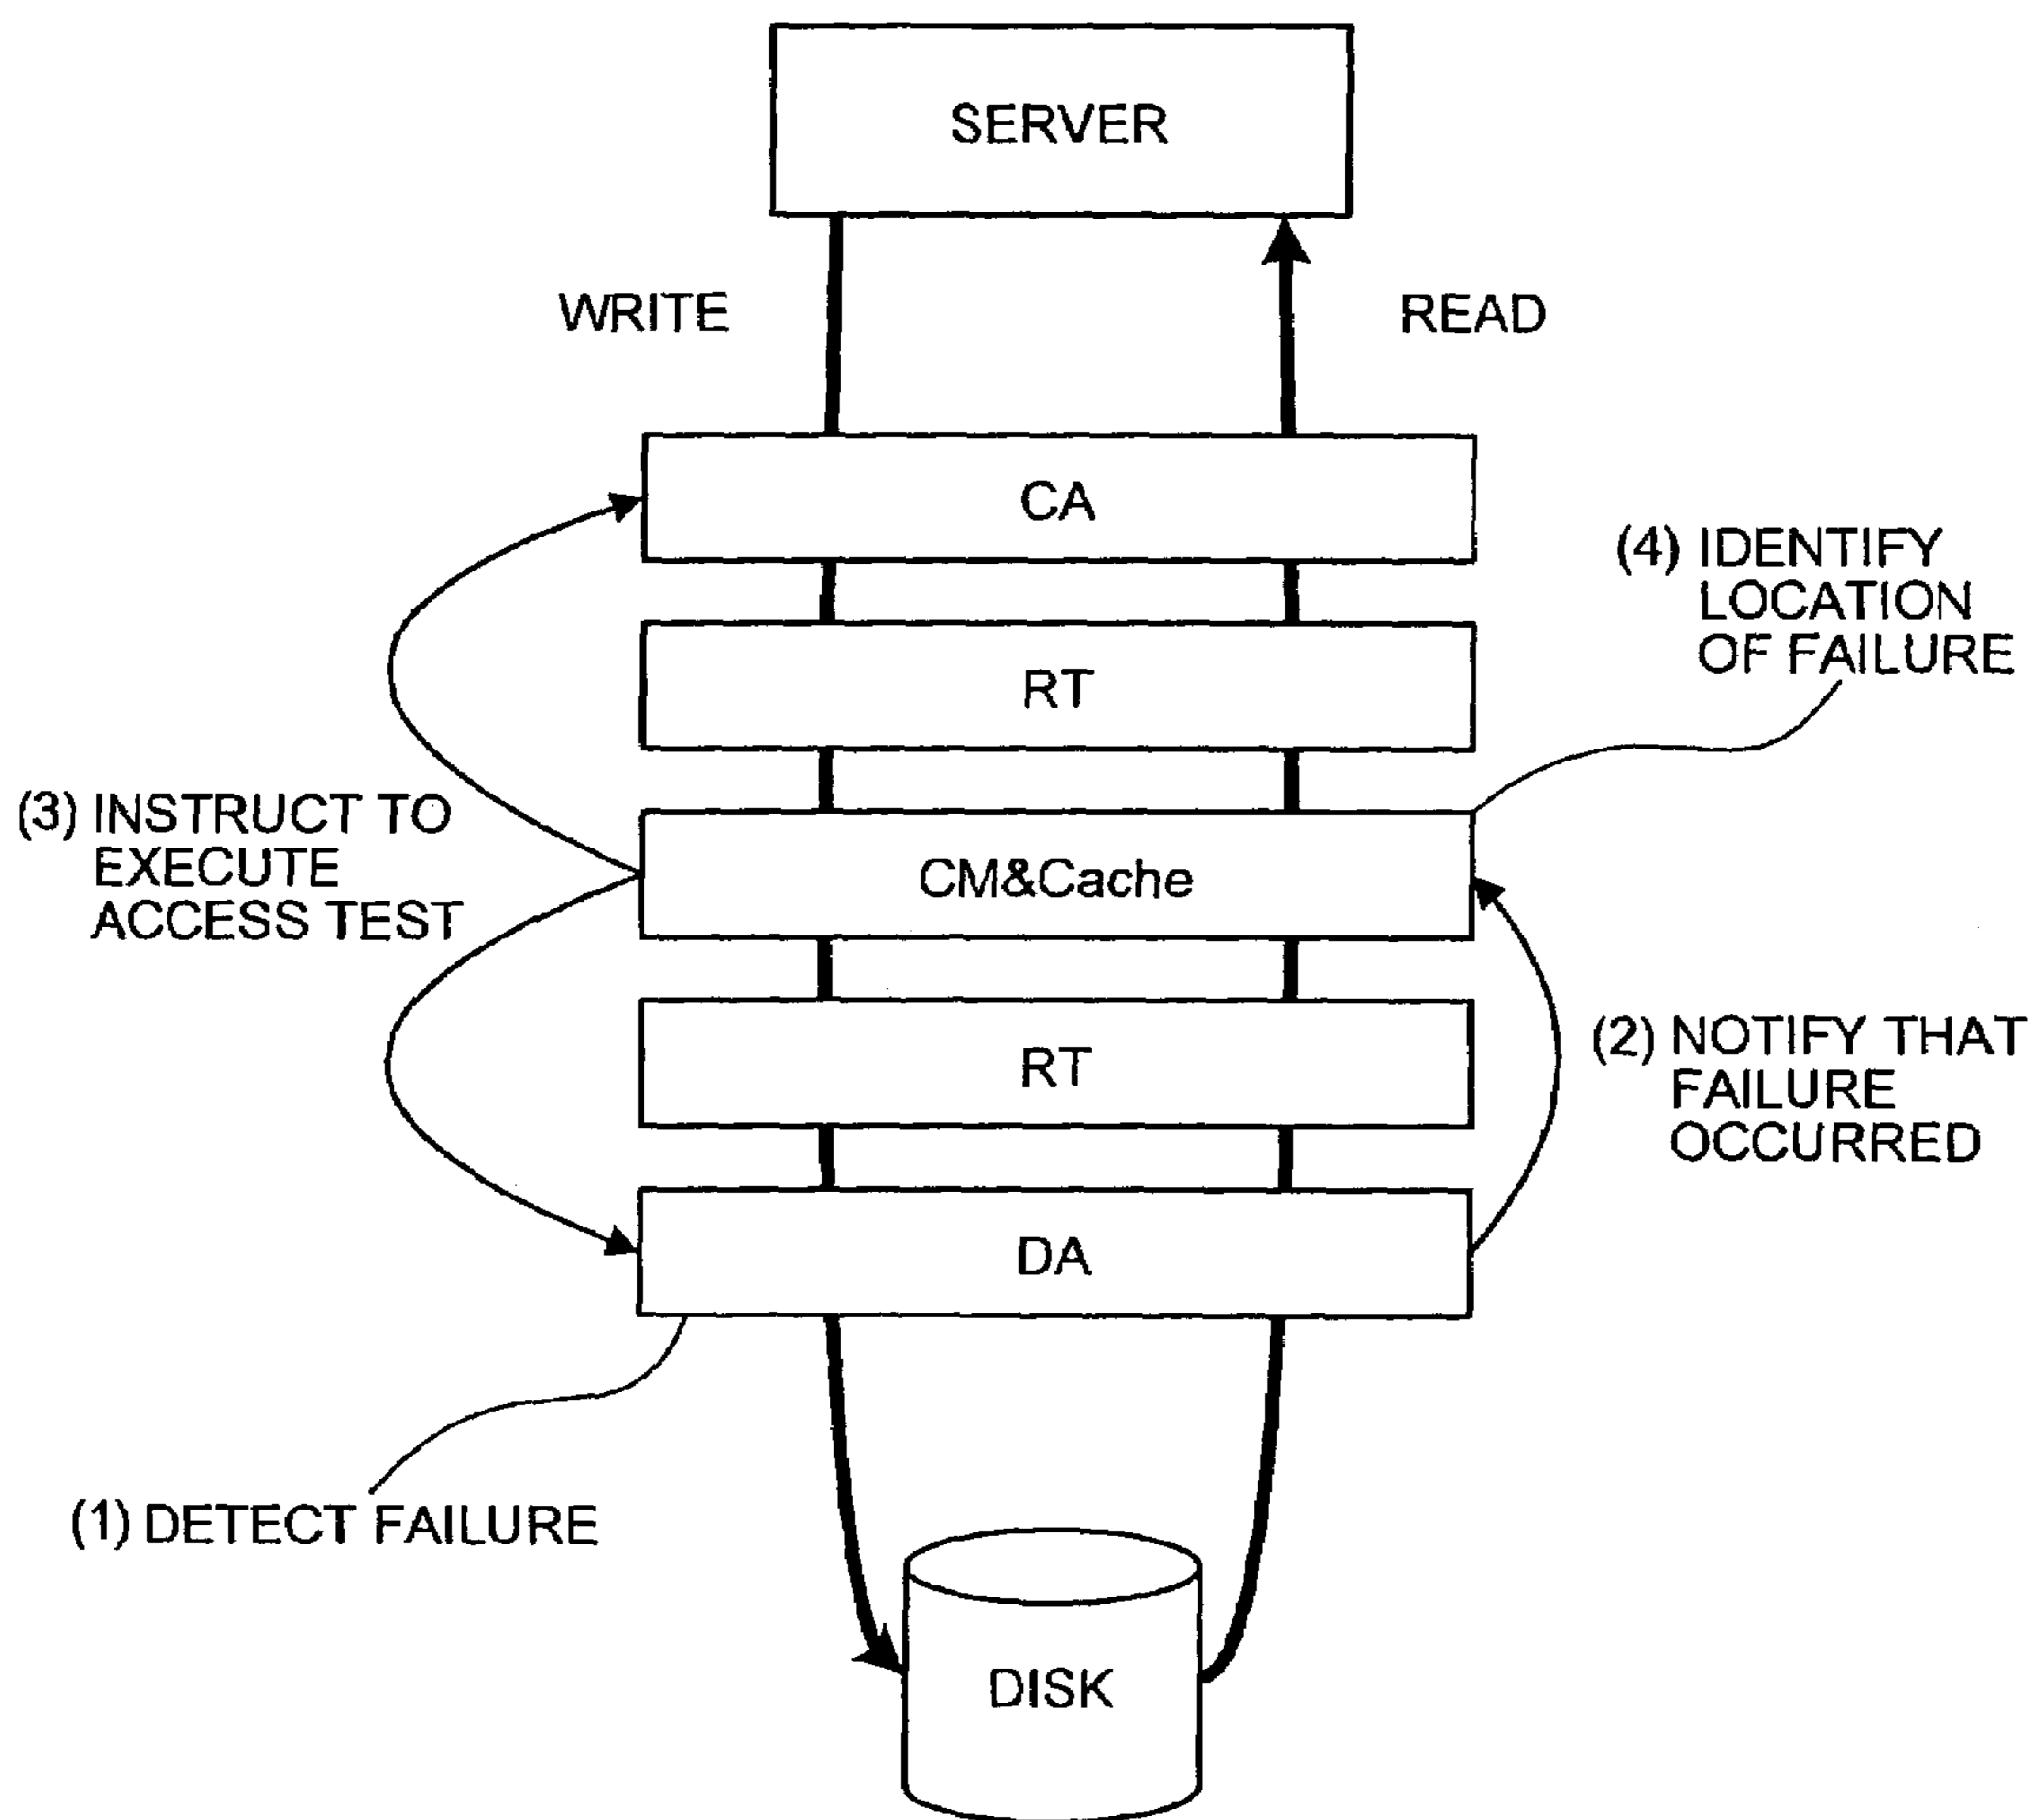 SERVER
WRITE
READ
CA
(4) IDENTIFY
LOCATION
OF FAILURE
RT
(3) INSTRUCT TO
EXECUTE
ACCESS TEST
CM&Cache
(2) NOTIFY THAT
FAILURE
OCCURRED
RT
DA
(1) DETECT FAILURE
DISK